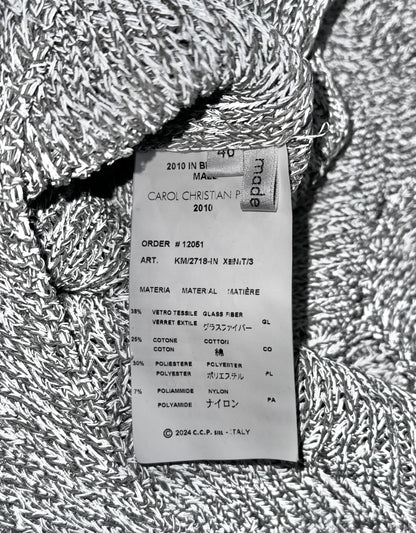 40
made
2010 IN
MALE
CAROL CHRISTIAN P
2010
ORDER # 12051
ART. KM/2718-IN
MATERIA MATERIAL MATIÈRE
38% VETRO TESSILE GLASS FIBER
VERRET EXTILE グラスファイバー GL
25% COTONE COTTON
COTON 綿 CO
30% POLIESTERE POLYESTER
POLYESTER ポリエステル PL
7% POLIAMMIDE NYLON
POLYAMIDE ナイロン PA
© 2024 C.C.P. SRL - ITALY